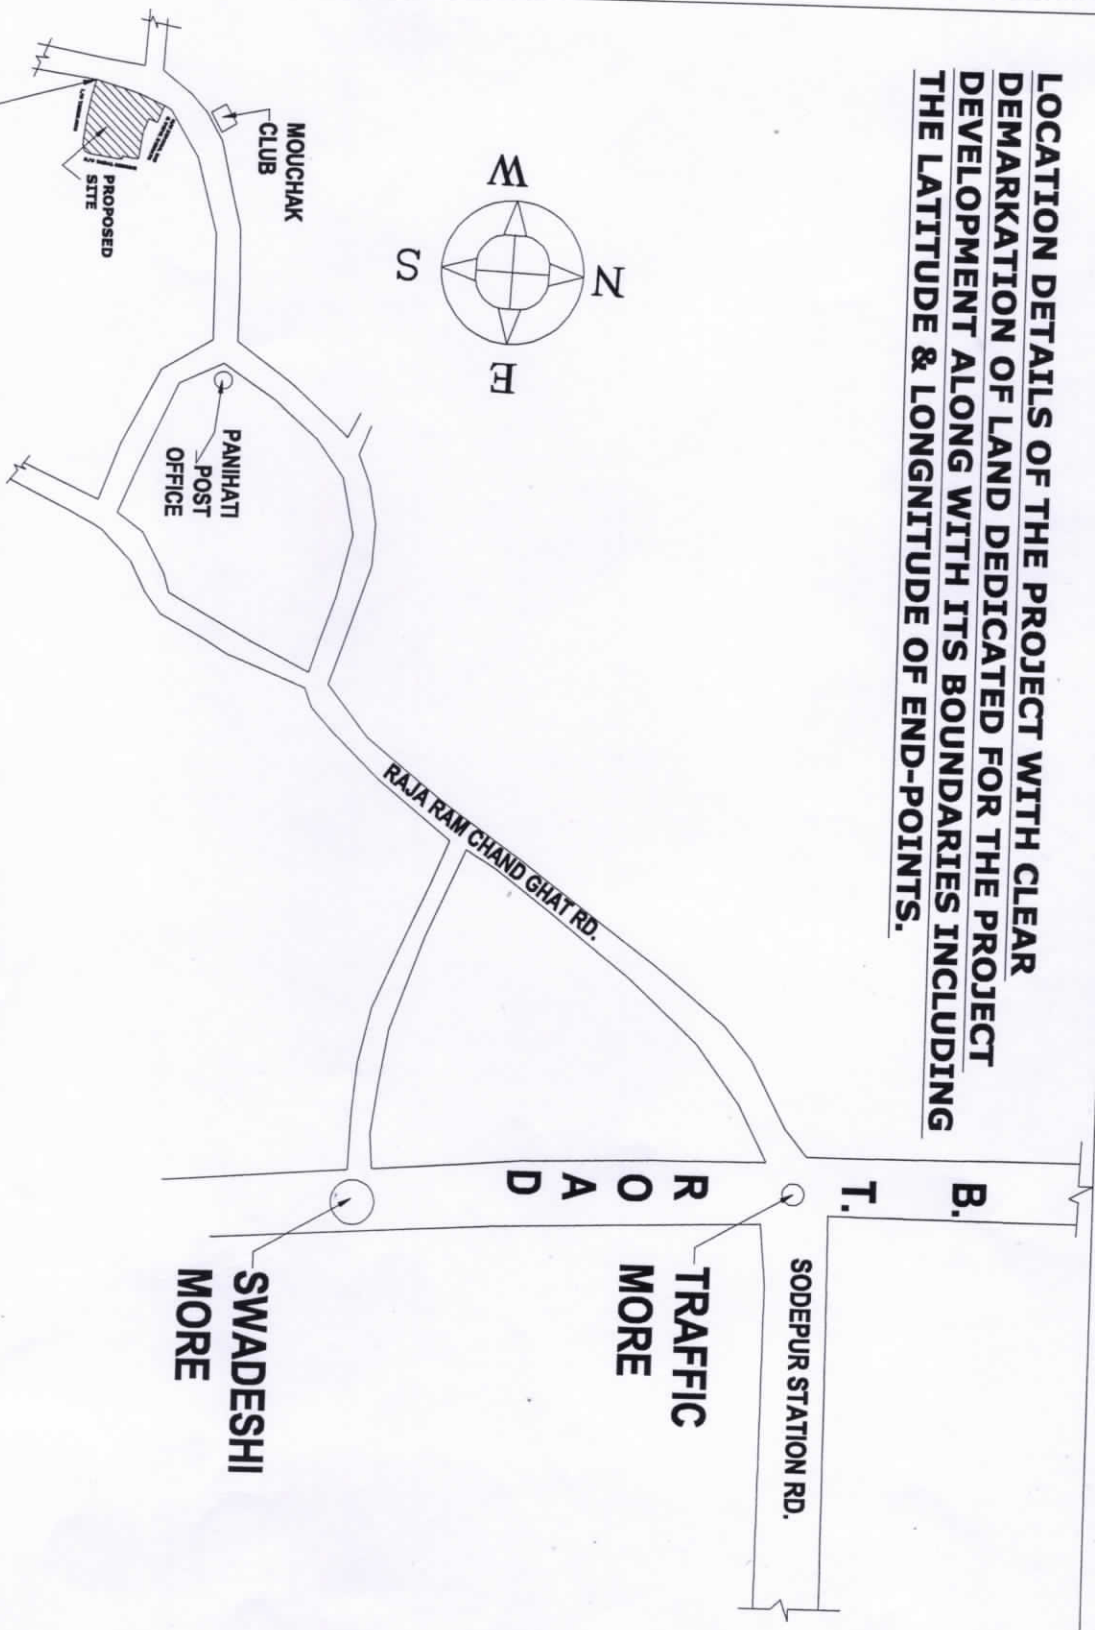 LOCATION DETAILS OF THE PROJECT WITH CLEAR
DEMARKATION OF LAND DEDICATED FOR THE PROJECT
DEVELOPMENT ALONG WITH ITS BOUNDARIES INCLUDING
THE LATITUDE & LONGNITUDE OF END-POINTS.
N
W
E
S
B.
T.
R
O
A
D
SODEPUR STATION RD.
TRAFFIC
MORE
SWADESHI
MORE
RAJA RAM CHAND GHAT RD.
MOUCHAK
CLUB
PANIHATI
POST
OFFICE
PROPOSED
SITE